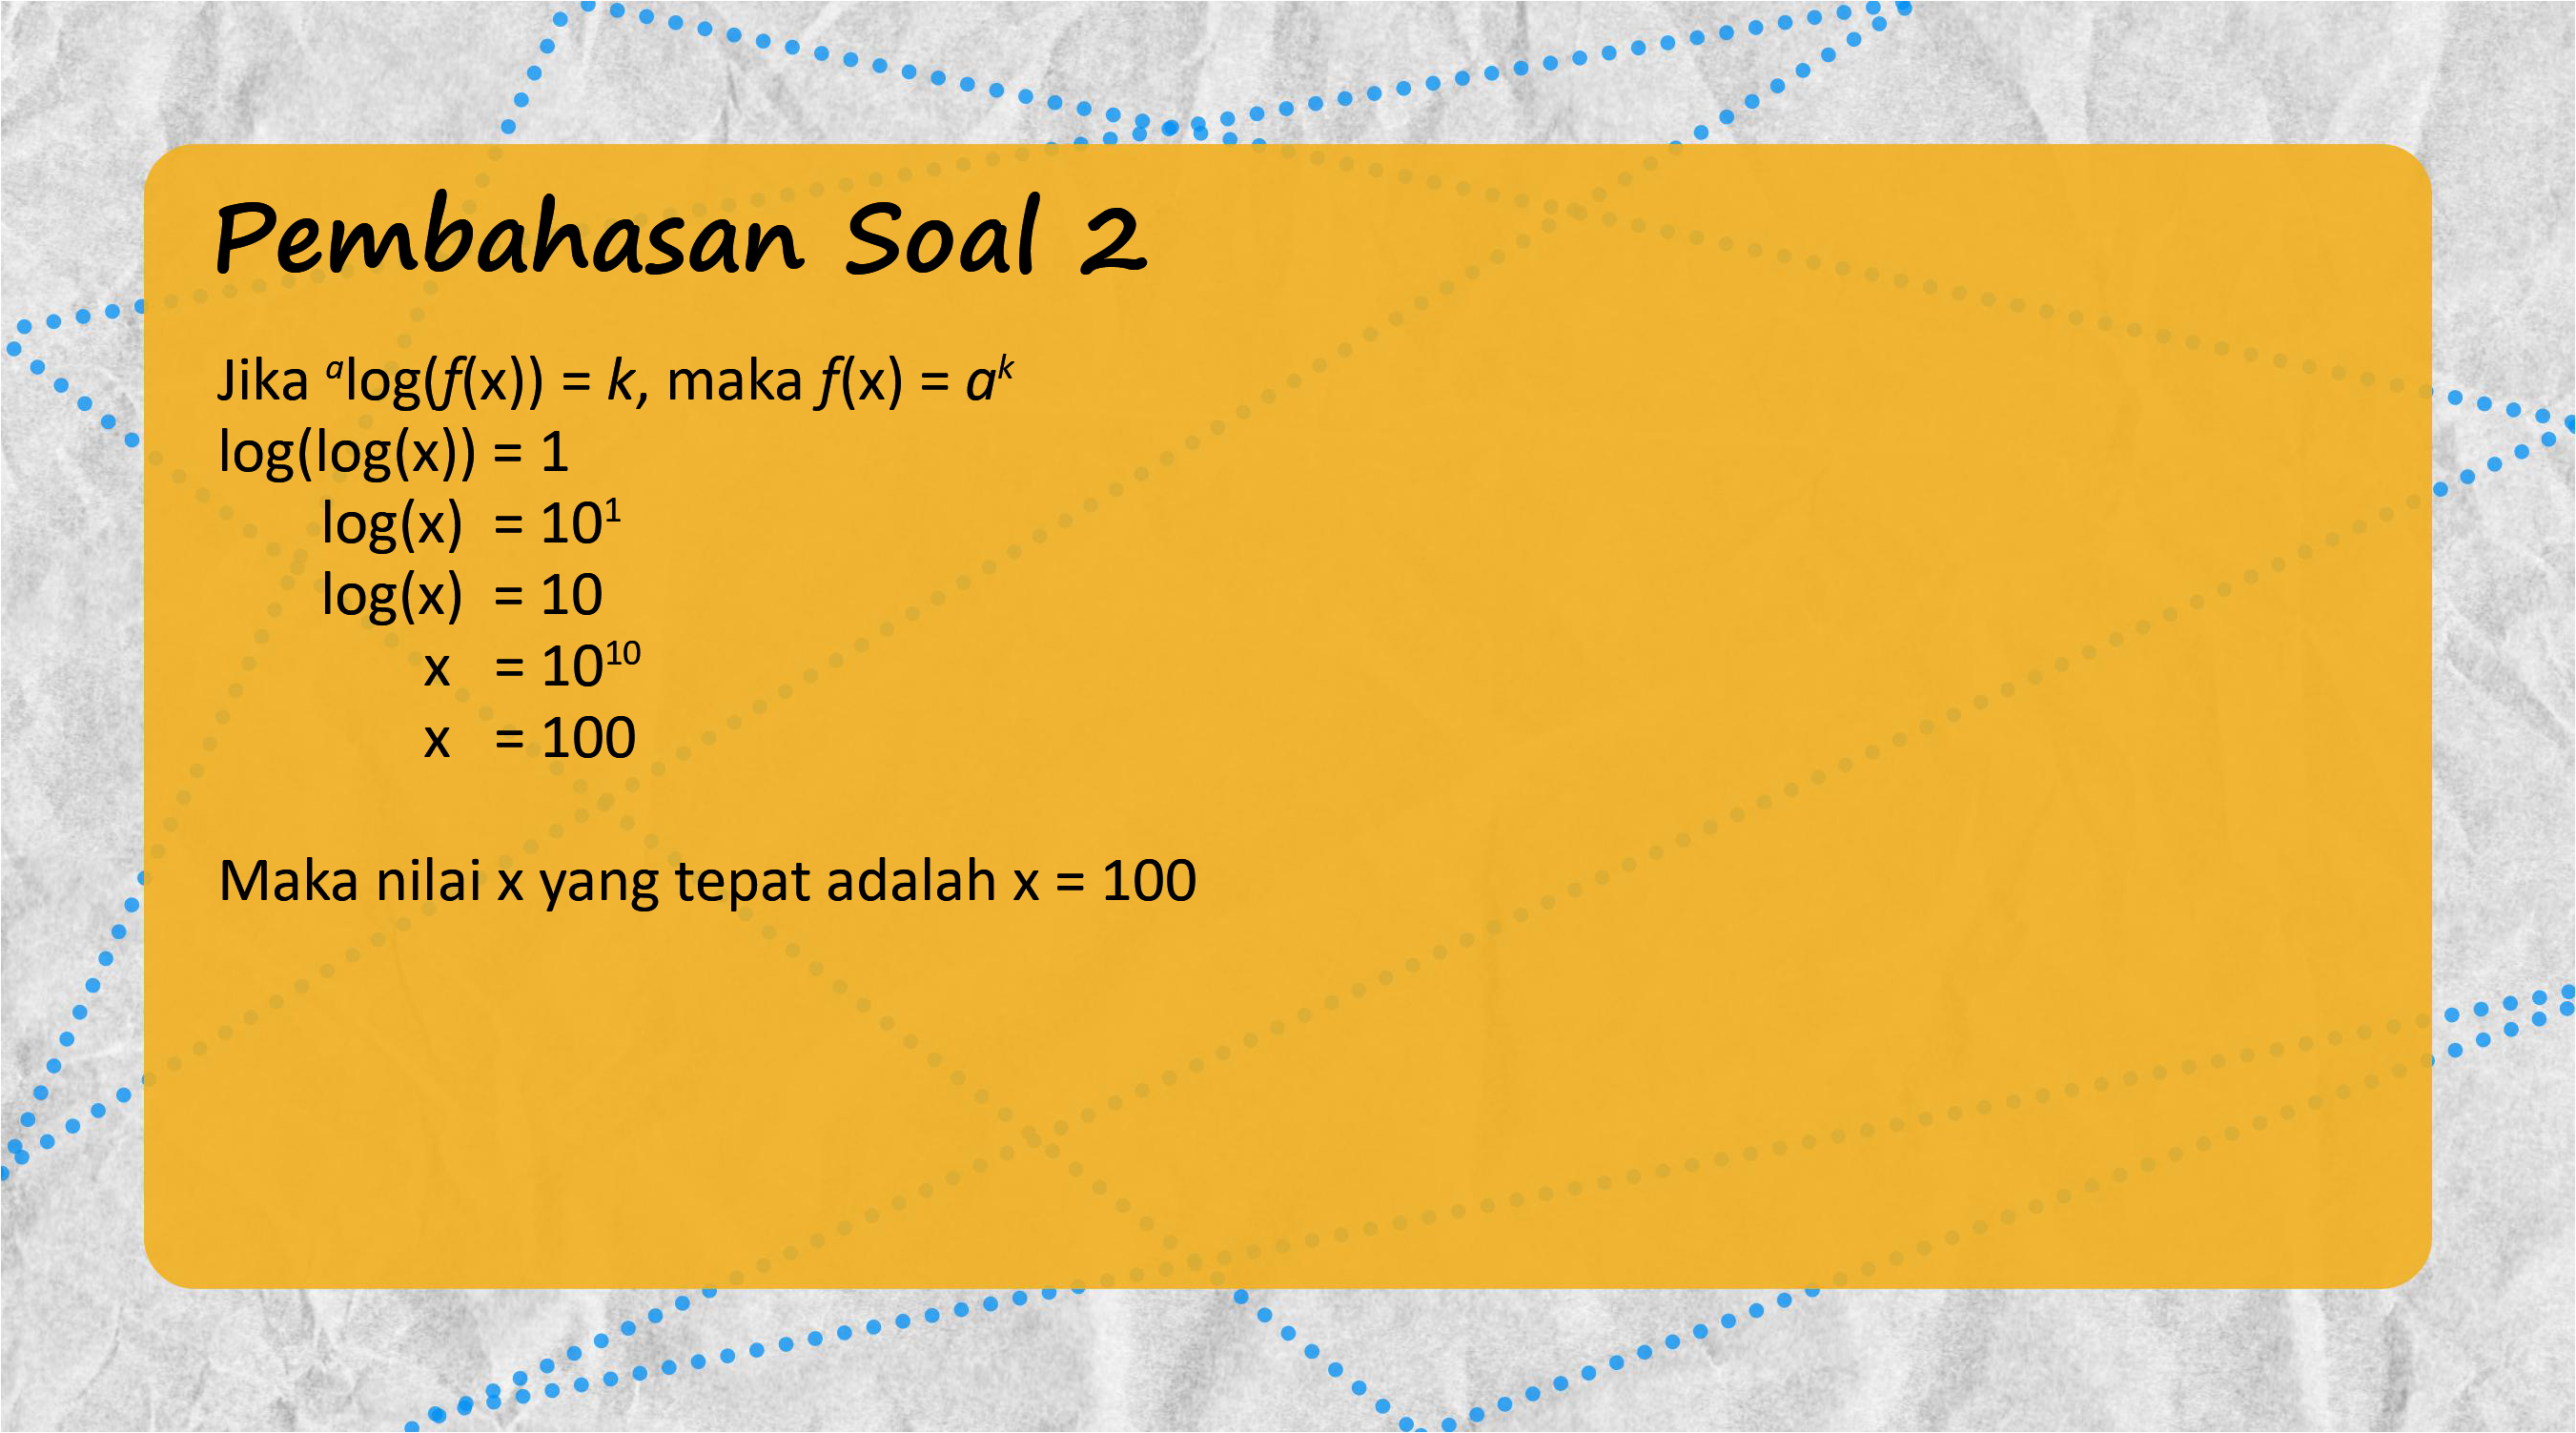 Pembahasan Soal 2
Jika ᵃlog(f(x)) = k, maka f(x) = aᵏ
log(log(x)) = 1
log(x) = 10¹
log(x) = 10
x = 10¹⁰
x = 100
Maka nilai x yang tepat adalah x = 100